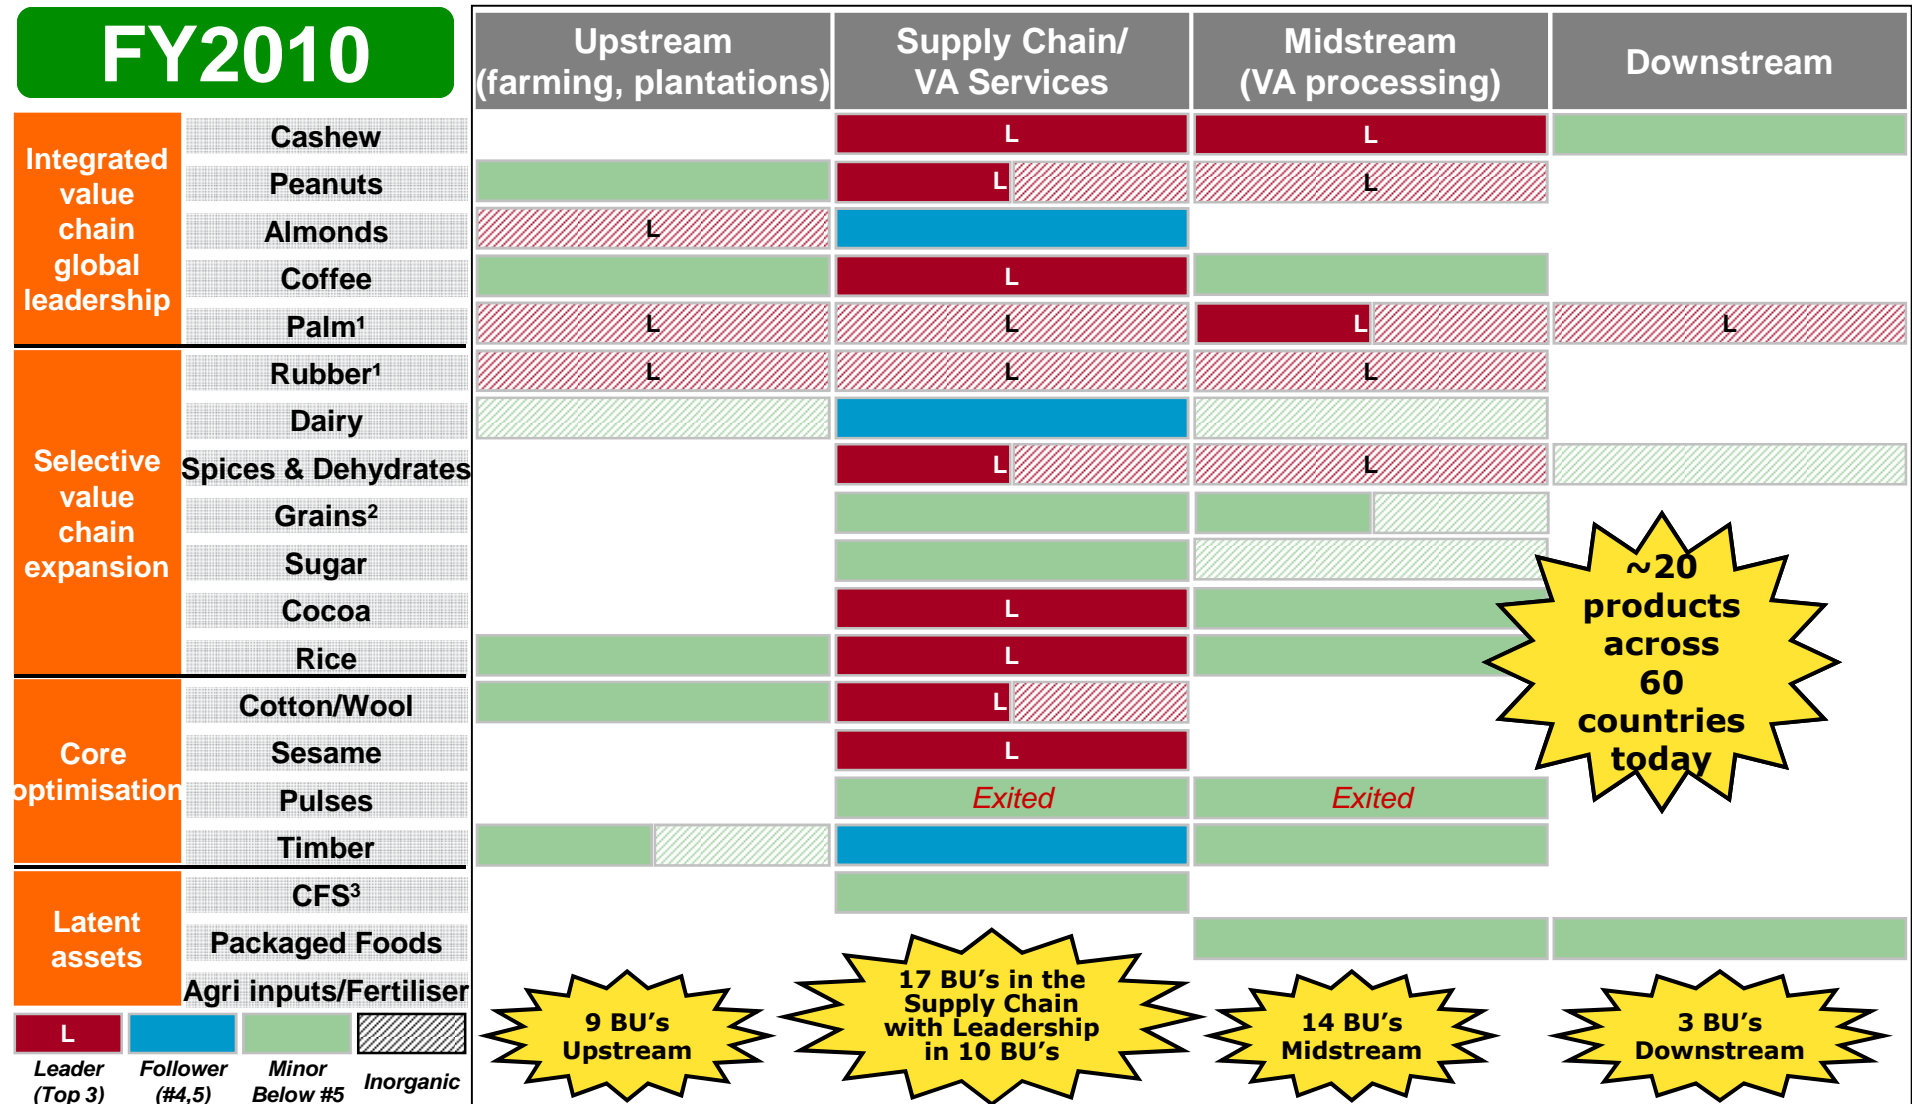 FY2010
Upstream
(farming, plantations)
Supply Chain/
VA Services
Midstream
(VA processing)
Downstream
Integrated
value
chain
global
leadership
Cashew
L
L
Peanuts
L
L
Almonds
L
Coffee
L
Palm¹
L
L
L
L
Selective
value
chain
expansion
Rubber¹
L
L
L
Dairy
Spices & Dehydrates
L
L
Grains²
Sugar
Cocoa
L
Rice
L
~20
products
across
60
countries
today
Core
optimisation
Cotton/Wool
L
Sesame
L
Pulses
Exited
Exited
Timber
Latent
assets
CFS³
Packaged Foods
Agri inputs/Fertiliser
9 BU's
Upstream
17 BU's in the
Supply Chain
with Leadership
in 10 BU's
14 BU's
Midstream
3 BU's
Downstream
L
Leader
(Top 3)
Follower
(#4,5)
Minor
Below #5
Inorganic